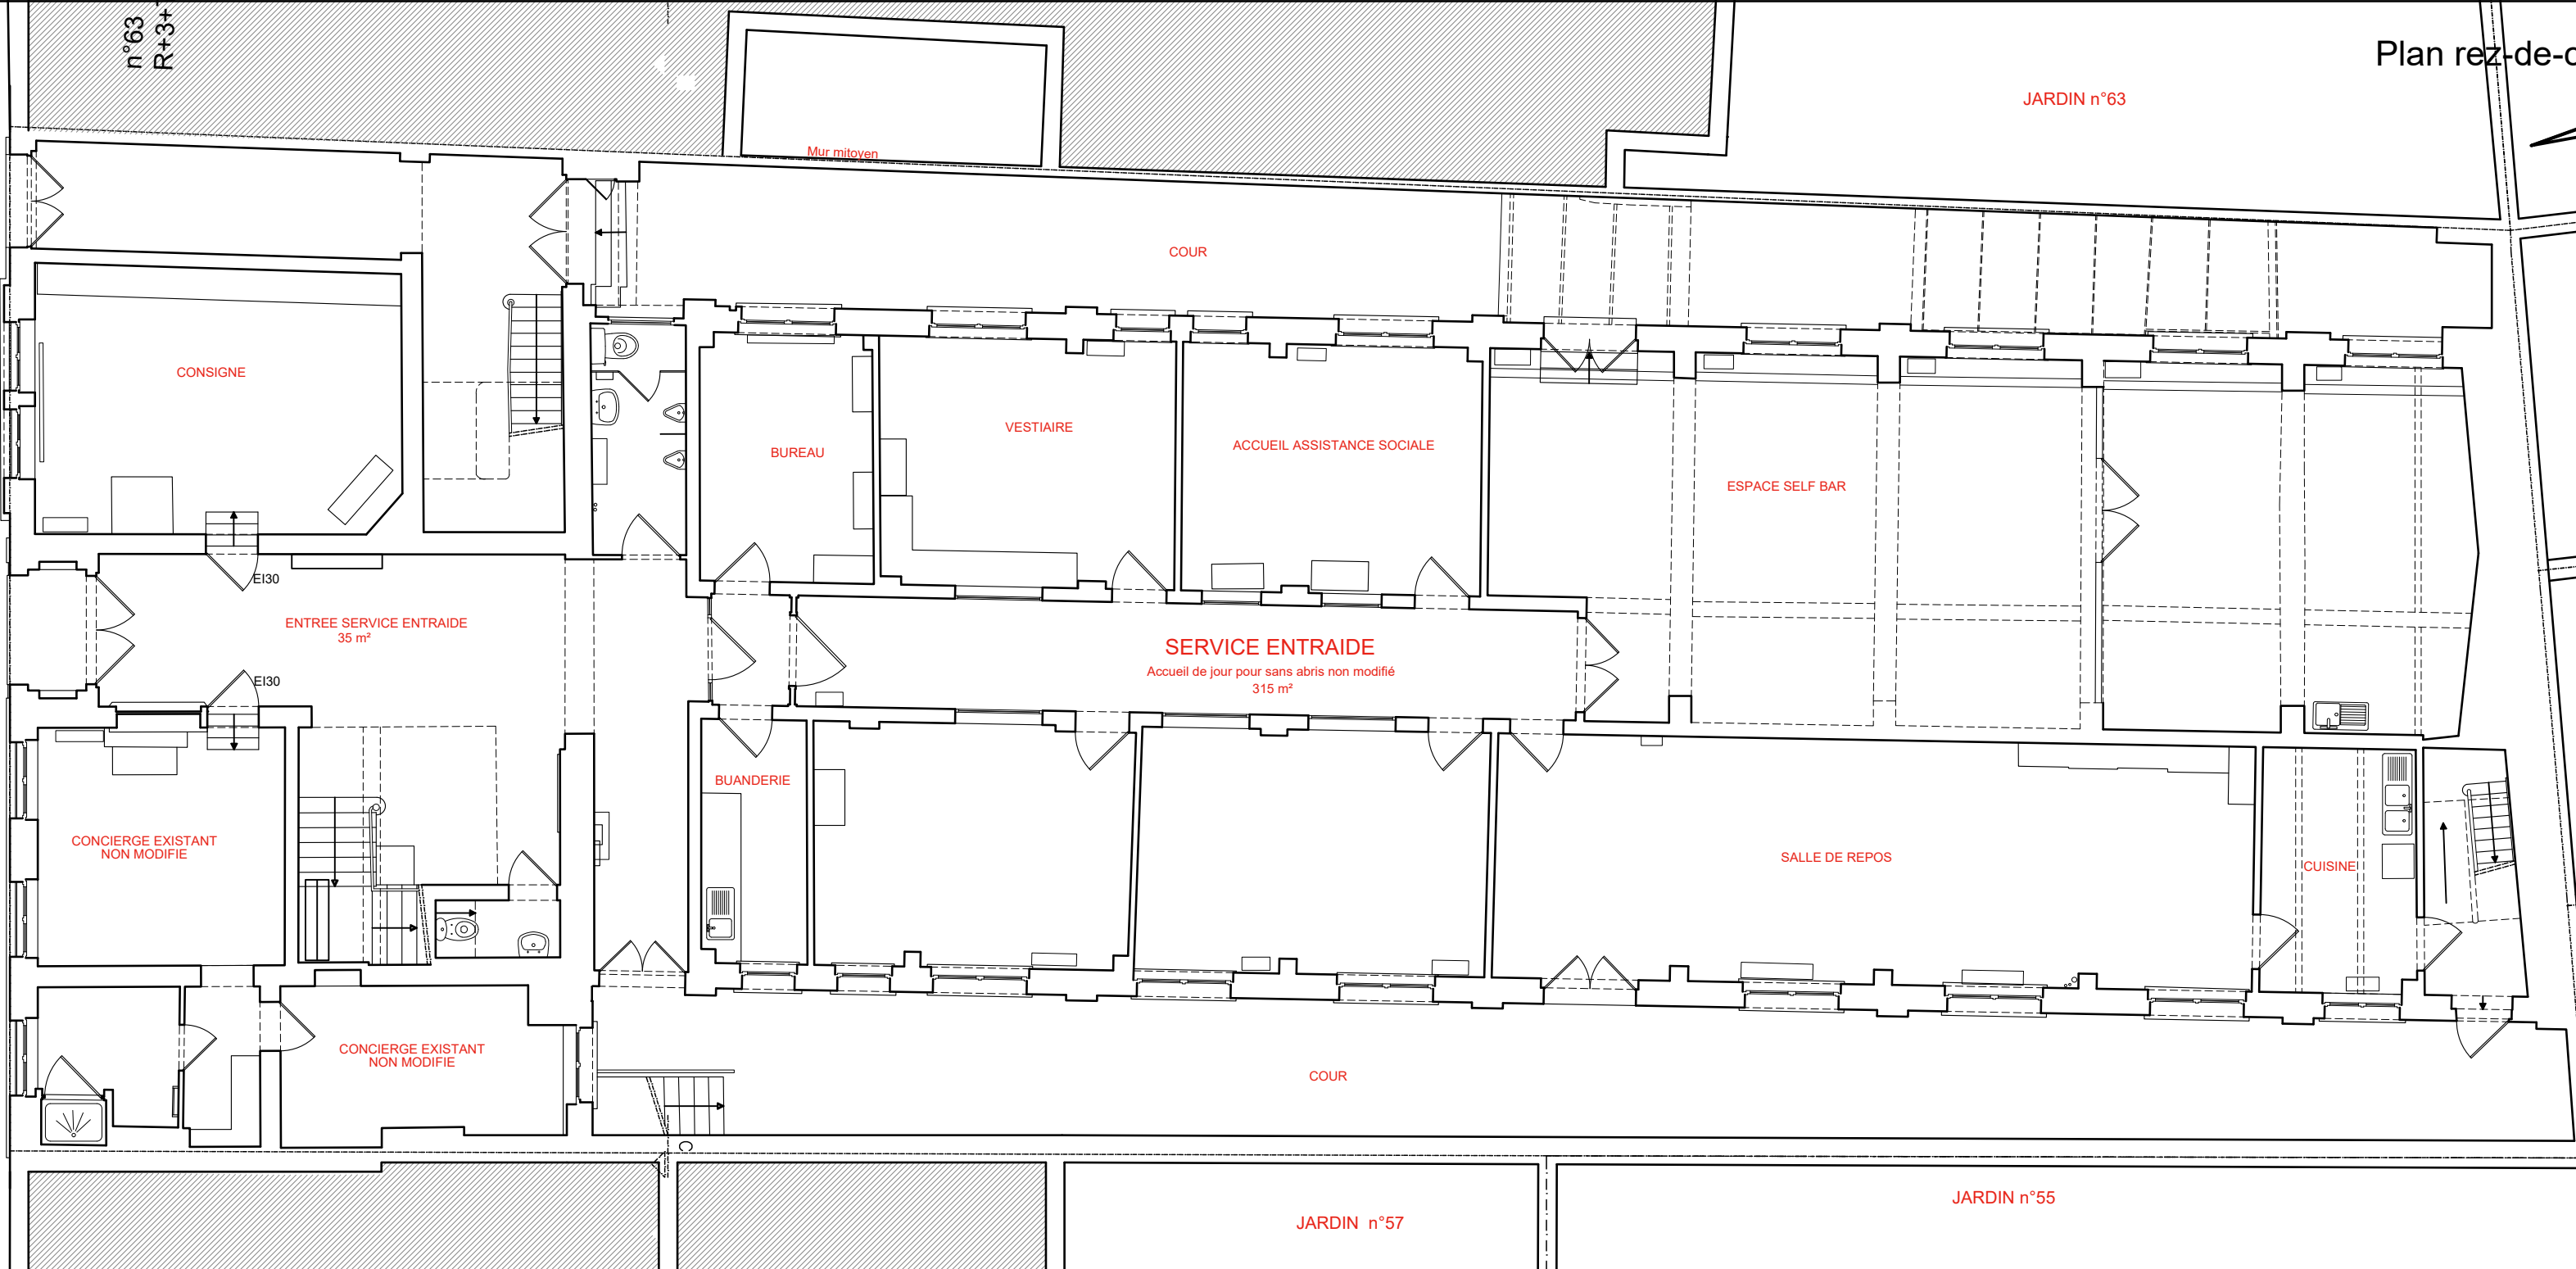 n°63
R+3+
Plan rez-de-c
JARDIN n°63
Mur mitoyen
COUR
CONSIGNE
BUREAU
VESTIAIRE
ACCUEIL ASSISTANCE SOCIALE
ESPACE SELF BAR
EI30
ENTREE SERVICE ENTRAIDE
35 m²
EI30
SERVICE ENTRAIDE
Accueil de jour pour sans abris non modifié
315 m²
BUANDERIE
CONCIERGE EXISTANT
NON MODIFIE
SALLE DE REPOS
CUISINE
CONCIERGE EXISTANT
NON MODIFIE
COUR
C
JARDIN n°57
JARDIN n°55